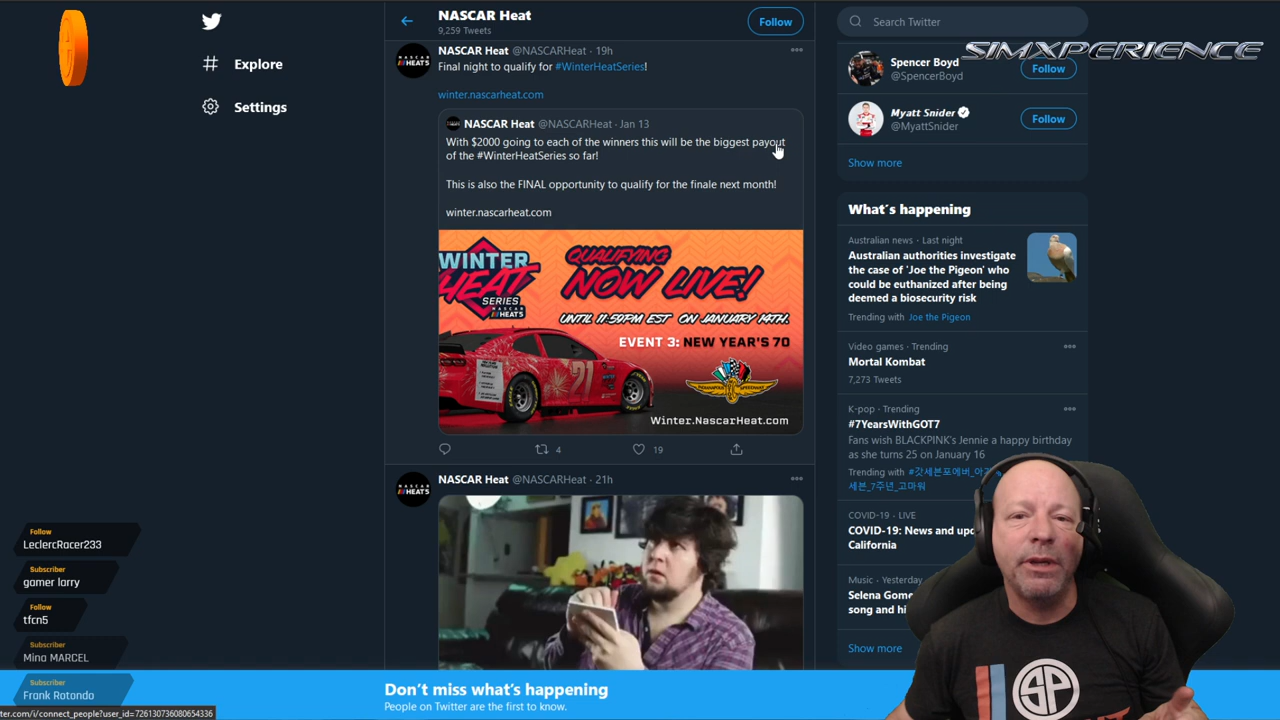 NASCAR Heat
9,259 Tweets
Follow
Search Twitter
SIMXPERIENCE
Explore
Settings
NASCAR Heat @NASCARHeat · 19h
Final night to qualify for #WinterHeatSeries!
winter.nascarheat.com
NASCAR Heat @NASCARHeat · Jan 13
With $2000 going to each of the winners this will be the biggest payout
of the #WinterHeatSeries so far!
This is also the FINAL opportunity to qualify for the finale next month!
winter.nascarheat.com
WINTER
HEAT
SERIES
NASCAR
HEAT5
QUALIFYING
NOW LIVE!
UNTIL 11:59PM EST ON JANUARY 14TH.
EVENT 3: NEW YEAR'S 70
21
Winter.NascarHeat.com
4
19
NASCAR Heat @NASCARHeat · 21h
Spencer Boyd
@SpencerBoyd
Follow
Myatt Snider
@MyattSnider
Follow
Show more
What's happening
Australian news · Last night
Australian authorities investigate
the case of 'Joe the Pigeon' who
could be euthanized after being
deemed a biosecurity risk
Trending with Joe the Pigeon
Video games · Trending
Mortal Kombat
7,273 Tweets
K-pop · Trending
#7YearsWithGOT7
Fans wish BLACKPINK's Jennie a happy birthday
as she turns 25 on January 16
Trending with #갓세븐포에버_아
세븐_7주년_고마워
COVID-19 · LIVE
COVID-19: News and upd
California
Music · Yesterday
Selena Gome
song and hi
Show more
SP
Follow
LeclercRacer233
Subscriber
gamer larry
Follow
tfcn5
Subscriber
Mina MARCEL
Subscriber
Frank Rotondo
Don't miss what's happening
People on Twitter are the first to know.
ter.com/i/connect_people?user_id=726130736080654336